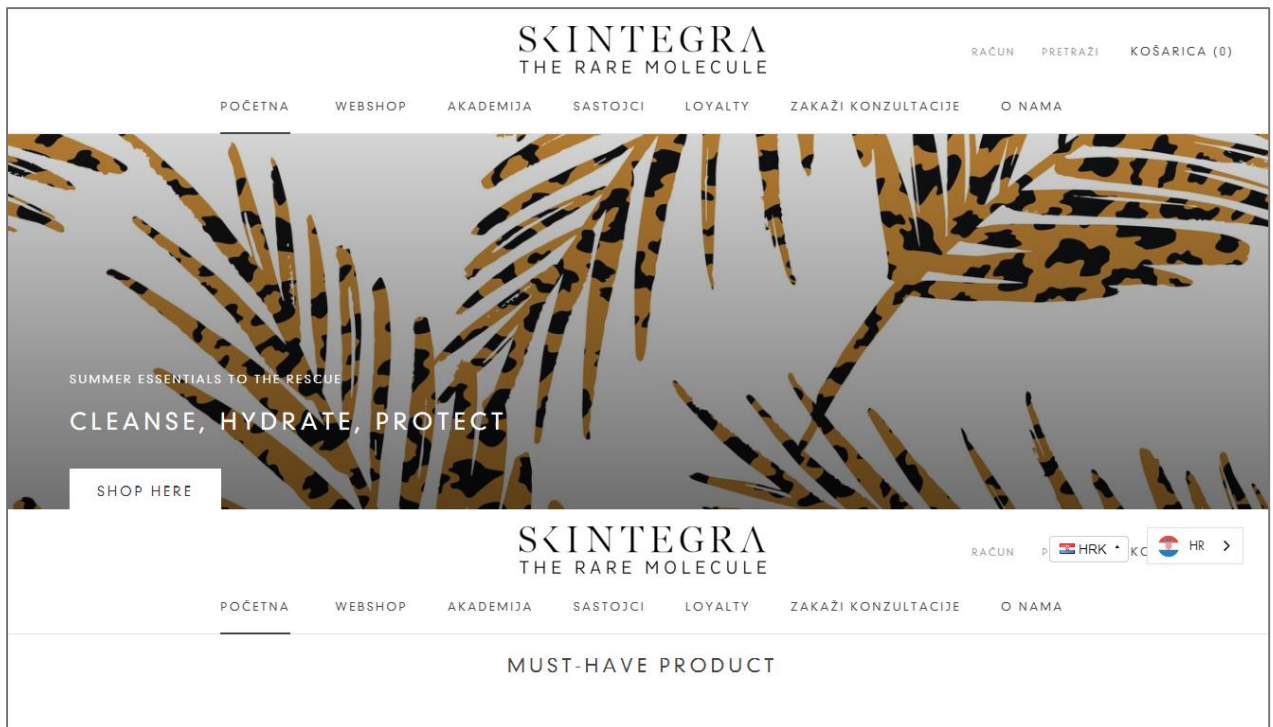 SKINTEGRA
THE RARE MOLECULE
RAČUN PRETRAŽI KOŠARICA (0)
POČETNA WEBSHOP AKADEMIJA SASTOJCI LOYALTY ZAKAŽI KONZULTACIJE O NAMA
SUMMER ESSENTIALS TO THE RESCUE
CLEANSE, HYDRATE, PROTECT
SHOP HERE
SKINTEGRA
THE RARE MOLECULE
RAČUN HRK HR
POČETNA WEBSHOP AKADEMIJA SASTOJCI LOYALTY ZAKAŽI KONZULTACIJE O NAMA
MUST-HAVE PRODUCT